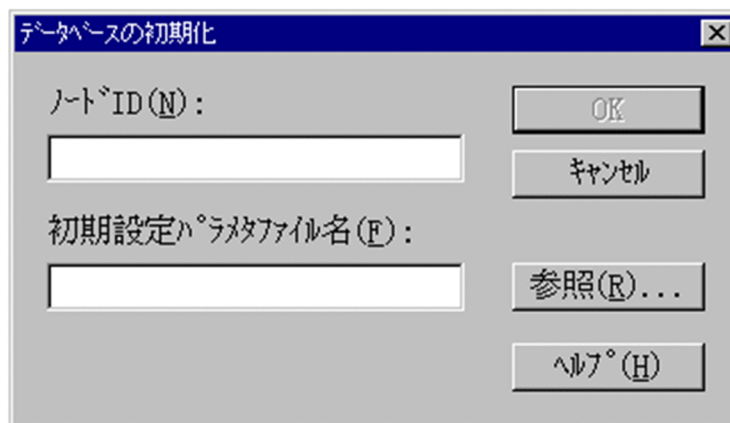 ﾃﾞｰﾀﾍﾞｰｽの初期化
ﾉｰﾄﾞID(N):
OK
ｷｬﾝｾﾙ
初期設定ﾊﾟﾗﾒﾀﾌｧｲﾙ名(F):
参照(R)...
ﾍﾙﾌﾟ(H)